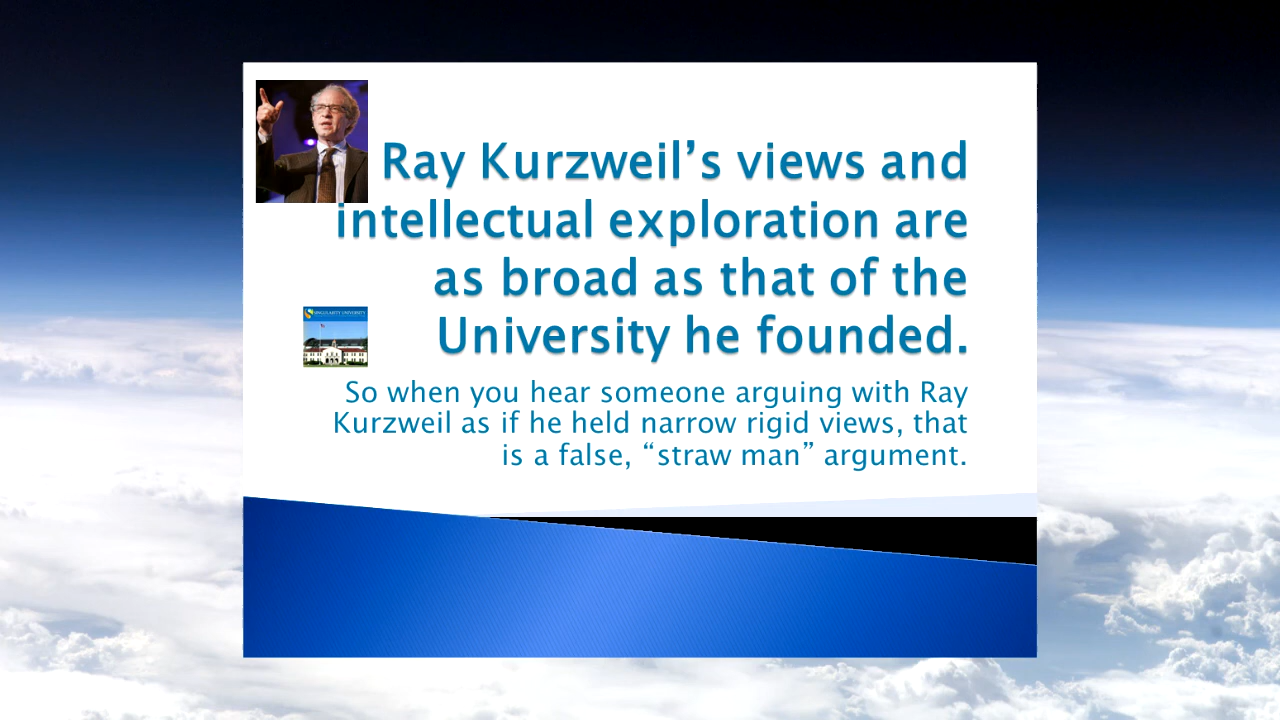 Ray Kurzweil’s views and
intellectual exploration are
as broad as that of the
University he founded.
SINGULARITY UNIVERSITY
So when you hear someone arguing with Ray
Kurzweil as if he held narrow rigid views, that
is a false, “straw man” argument.